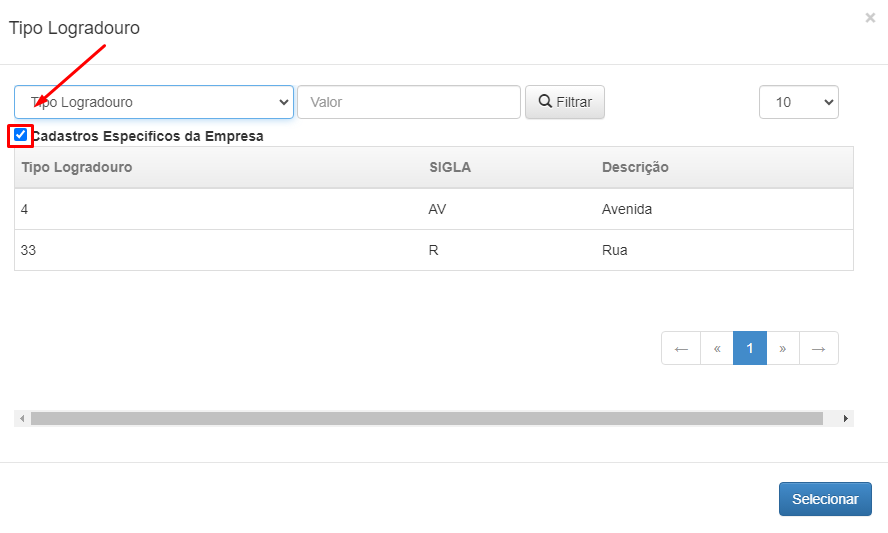 Tipo Logradouro ×
Tipo Logradouro Valor Filtrar 10
Cadastros Especificos da Empresa
Tipo Logradouro SIGLA Descrição
4 AV Avenida
33 R Rua
← « 1 » →
Selecionar